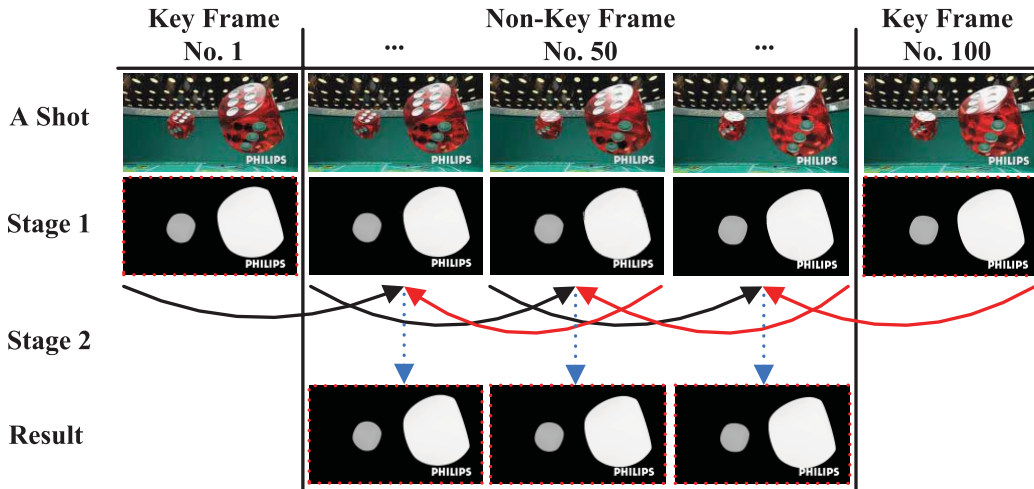 Key Frame Non-Key Frame Key Frame
No. 1 ... No. 50 ... No. 100
A Shot
PHILIPS PHILIPS PHILIPS PHILIPS PHILIPS
Stage 1
PHILIPS PHILIPS PHILIPS PHILIPS PHILIPS
Stage 2
Result
PHILIPS PHILIPS PHILIPS